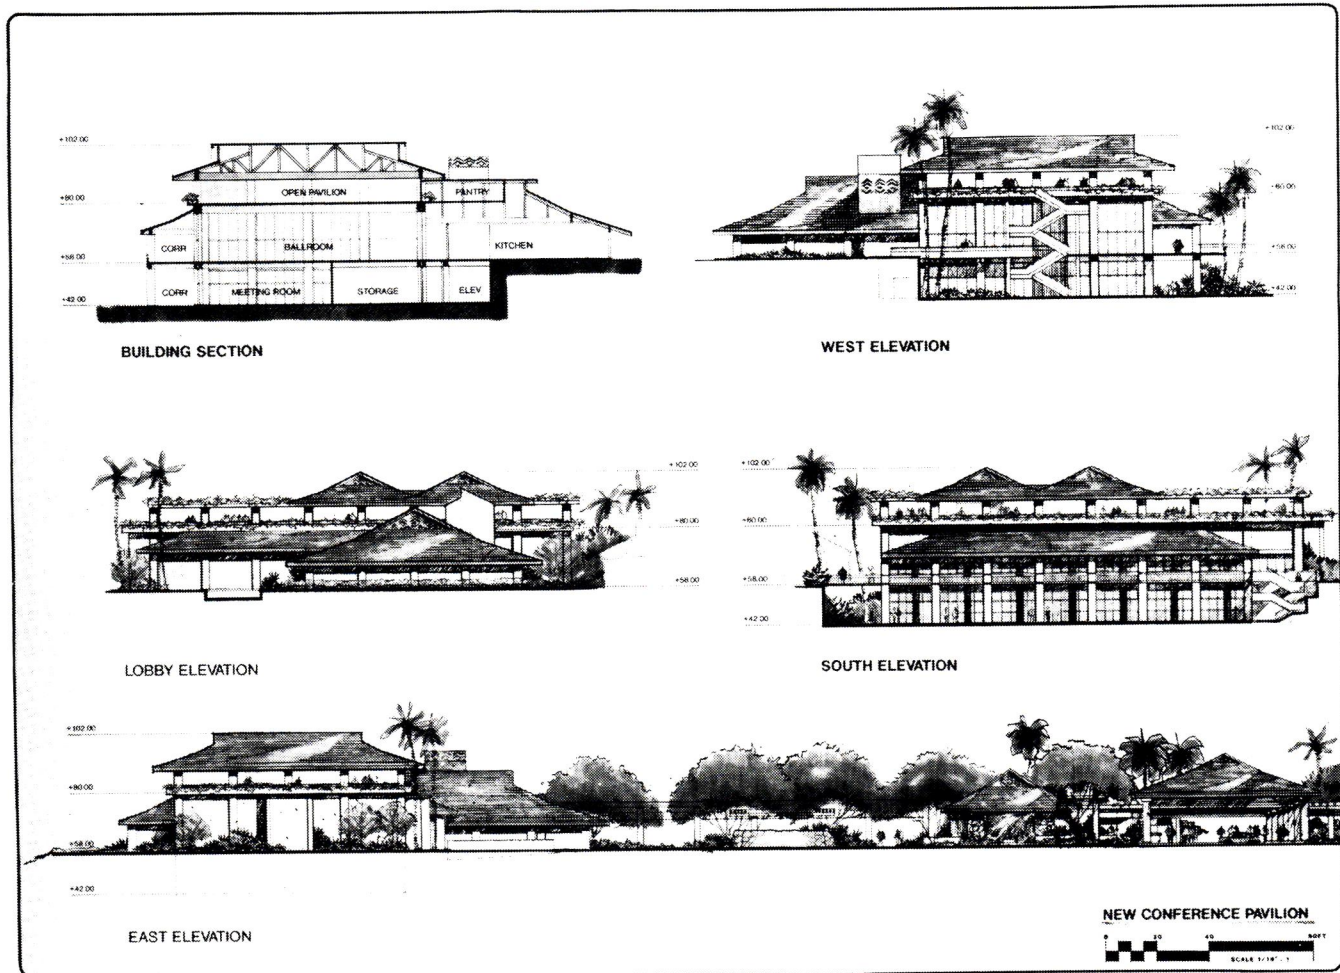 +102.00
OPEN PAVILION
PANTRY
+80.00
CORR
BALLROOM
KITCHEN
+58.00
CORR
MEETING ROOM
STORAGE
ELEV
+42.00
BUILDING SECTION
+102.00
+80.00
+58.00
+42.00
WEST ELEVATION
+102.00
+80.00
+58.00
LOBBY ELEVATION
+102.00
+80.00
+58.00
+42.00
SOUTH ELEVATION
+102.00
+80.00
+58.00
+42.00
EAST ELEVATION
NEW CONFERENCE PAVILION
0 20 40 80FT